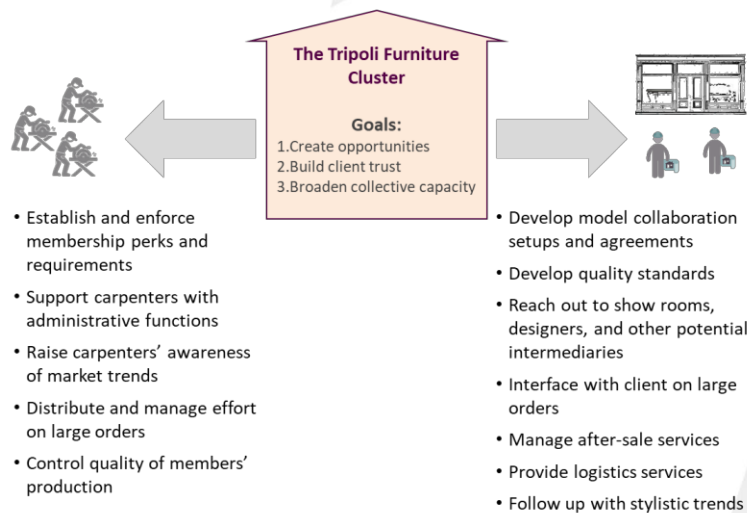 The Tripoli Furniture
Cluster
Goals:
1.Create opportunities
2.Build client trust
3.Broaden collective capacity
• Establish and enforce
membership perks and
requirements
• Support carpenters with
administrative functions
• Raise carpenters’ awareness
of market trends
• Distribute and manage effort
on large orders
• Control quality of members’
production
• Develop model collaboration
setups and agreements
• Develop quality standards
• Reach out to show rooms,
designers, and other potential
intermediaries
• Interface with client on large
orders
• Manage after-sale services
• Provide logistics services
• Follow up with stylistic trends